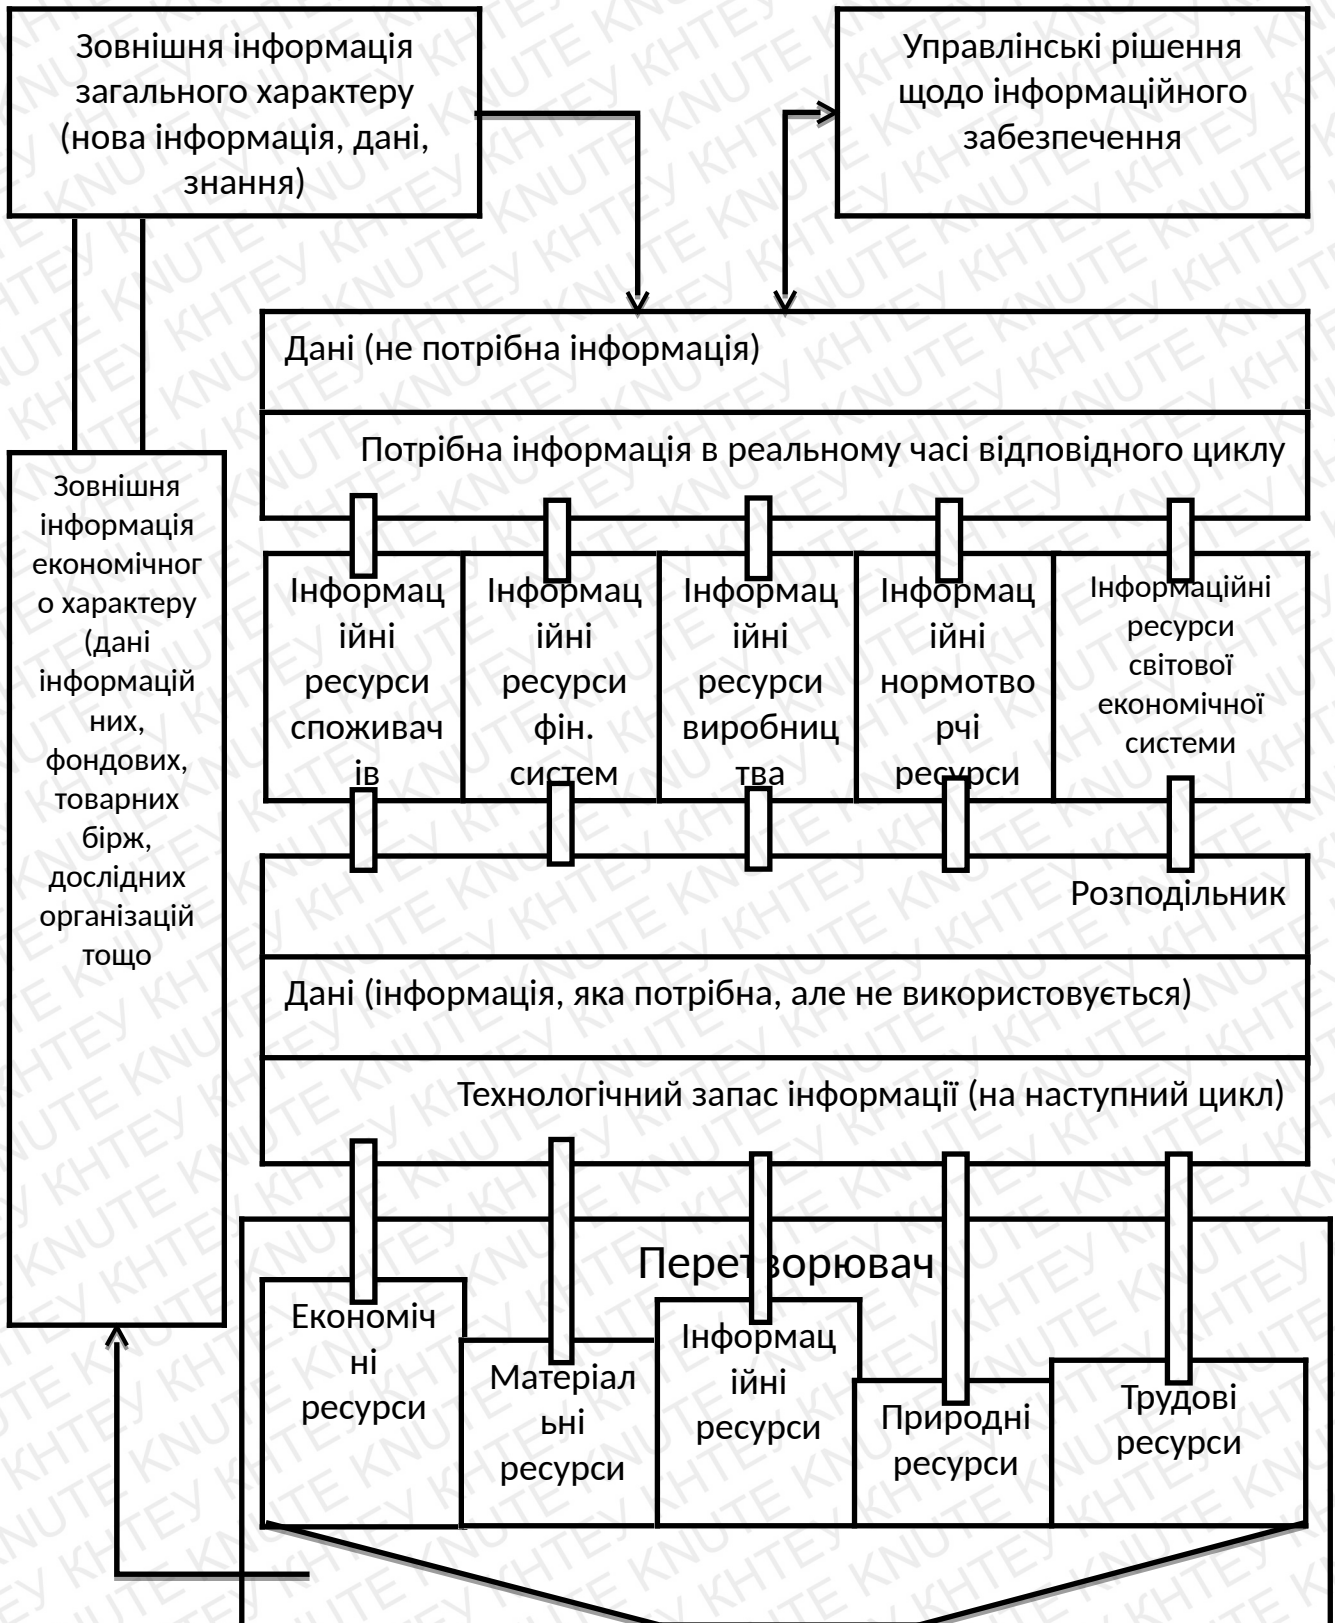 Зовнішня інформація
загального характеру
(нова інформація, дані,
знання)
Управлінські рішення
щодо інформаційного
забезпечення
Дані (не потрібна інформація)
Потрібна інформація в реальному часі відповідного циклу
Зовнішня
інформація
економічног
о характеру
(дані
інформацій
них,
фондових,
товарних
бірж,
дослідних
організацій
тощо
Інформац
ійні
ресурси
споживач
ів
Інформац
ійні
ресурси
фін.
систем
Інформац
ійні
ресурси
виробниц
тва
Інформац
ійні
нормотво
рчі
ресурси
Інформаційні
ресурси
світової
економічної
системи
Розподільник
Дані (інформація, яка потрібна, але не використовується)
Технологічний запас інформації (на наступний цикл)
Перетворювач
Економіч
ні
ресурси
Матеріал
ьні
ресурси
Інформац
ійні
ресурси
Природні
ресурси
Трудові
ресурси